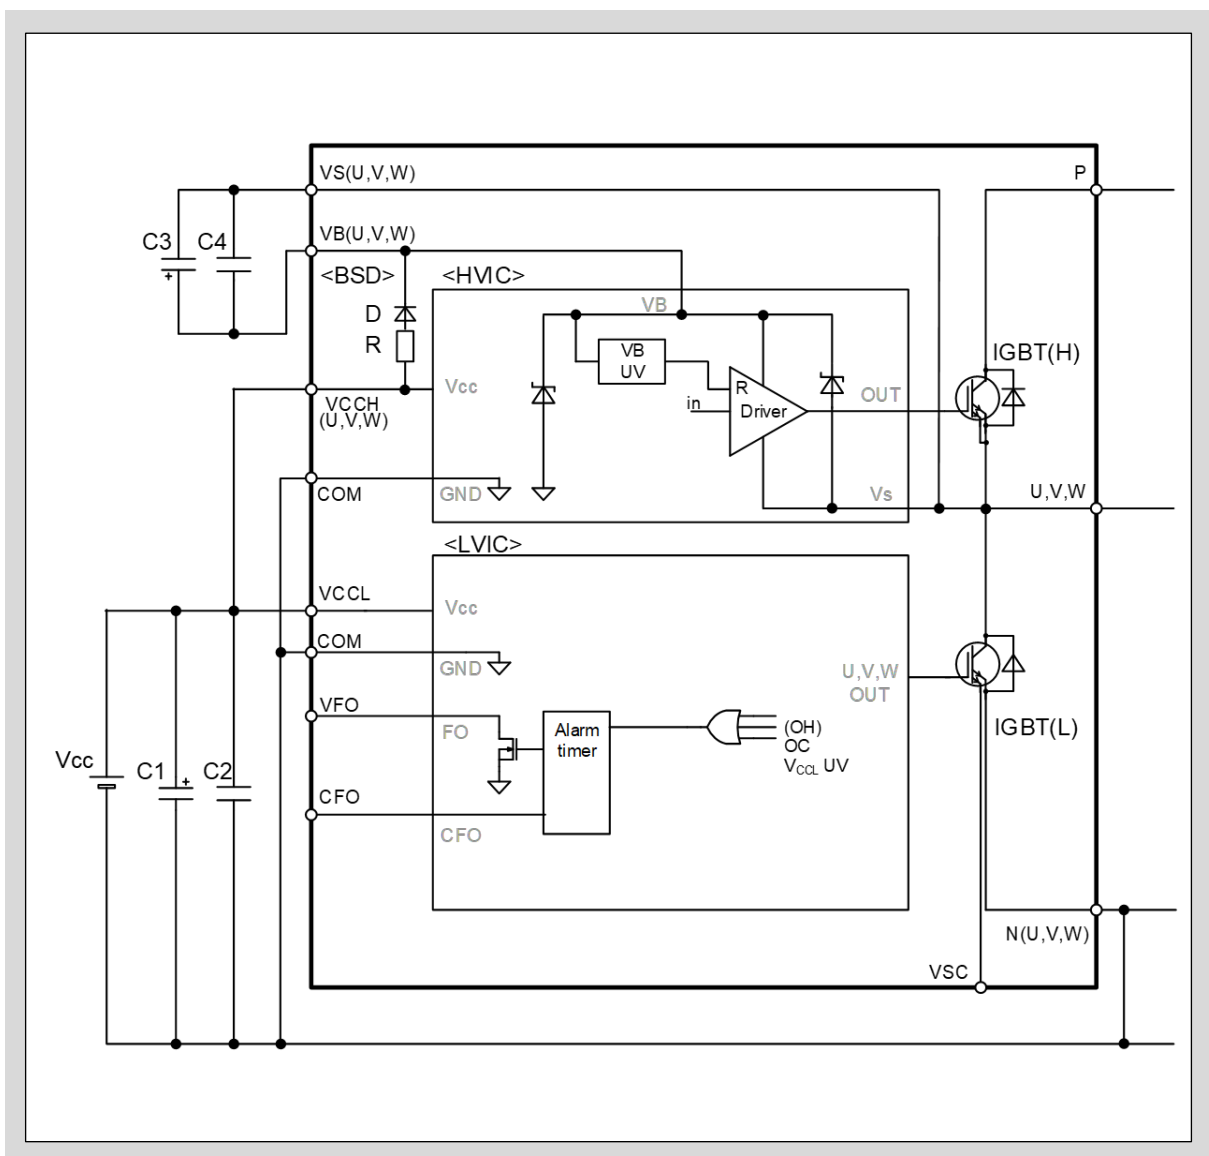 VS(U,V,W)
P
VB(U,V,W)
C3
C4
+
<BSD>
<HVIC>
VB
D
R
VB
UV
IGBT(H)
Vcc
R
in
Driver
OUT
VCCH
(U,V,W)
COM
GND
Vs
U,V,W
<LVIC>
VCCL
Vcc
COM
GND
U,V,W
OUT
VFO
FO
Alarm
timer
(OH)
OC
VCCL UV
IGBT(L)
Vcc
C1
+
C2
CFO
CFO
N(U,V,W)
VSC